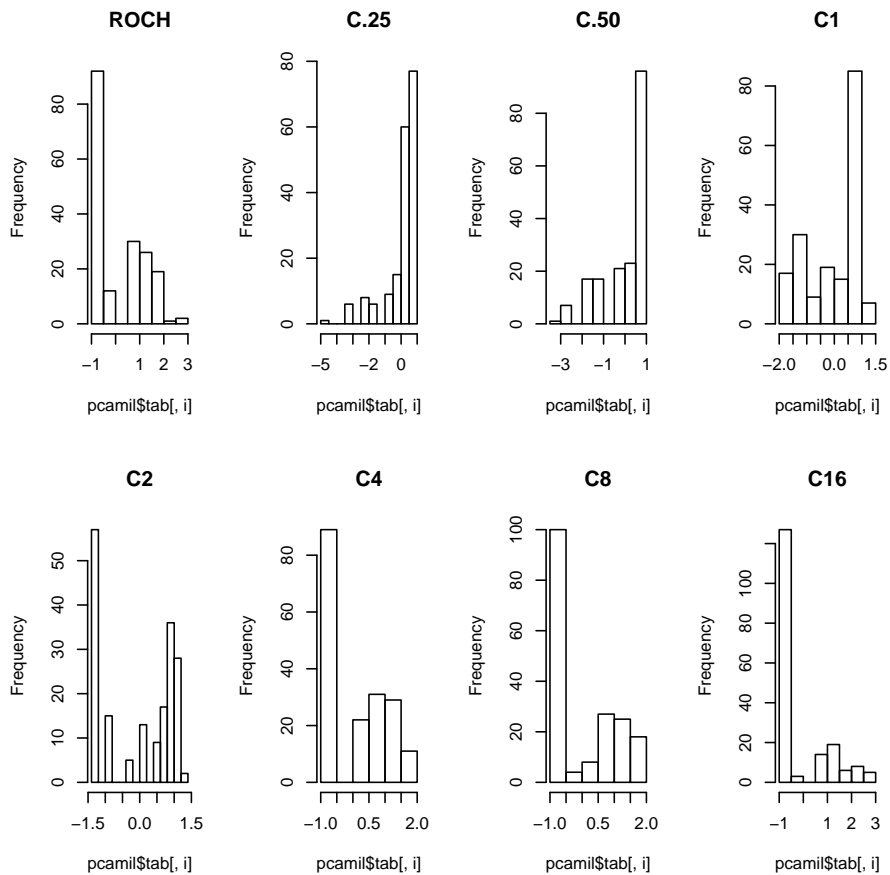 ROCH
Frequency
0 20 40 60 80
−1 1 2 3
pcamil$tab[, i]
C.25
Frequency
0 20 40 60 80
−5 −2 0
pcamil$tab[, i]
C.50
Frequency
0 20 40 60 80
−3 −1 1
pcamil$tab[, i]
C1
Frequency
0 20 40 60 80
−2.0 0.0 1.5
pcamil$tab[, i]
C2
Frequency
0 10 20 30 40 50
−1.5 0.0 1.5
pcamil$tab[, i]
C4
Frequency
0 20 40 60 80
−1.0 0.5 2.0
pcamil$tab[, i]
C8
Frequency
0 20 40 60 80 100
−1.0 0.5 2.0
pcamil$tab[, i]
C16
Frequency
0 20 40 60 80 100
−1 1 2 3
pcamil$tab[, i]